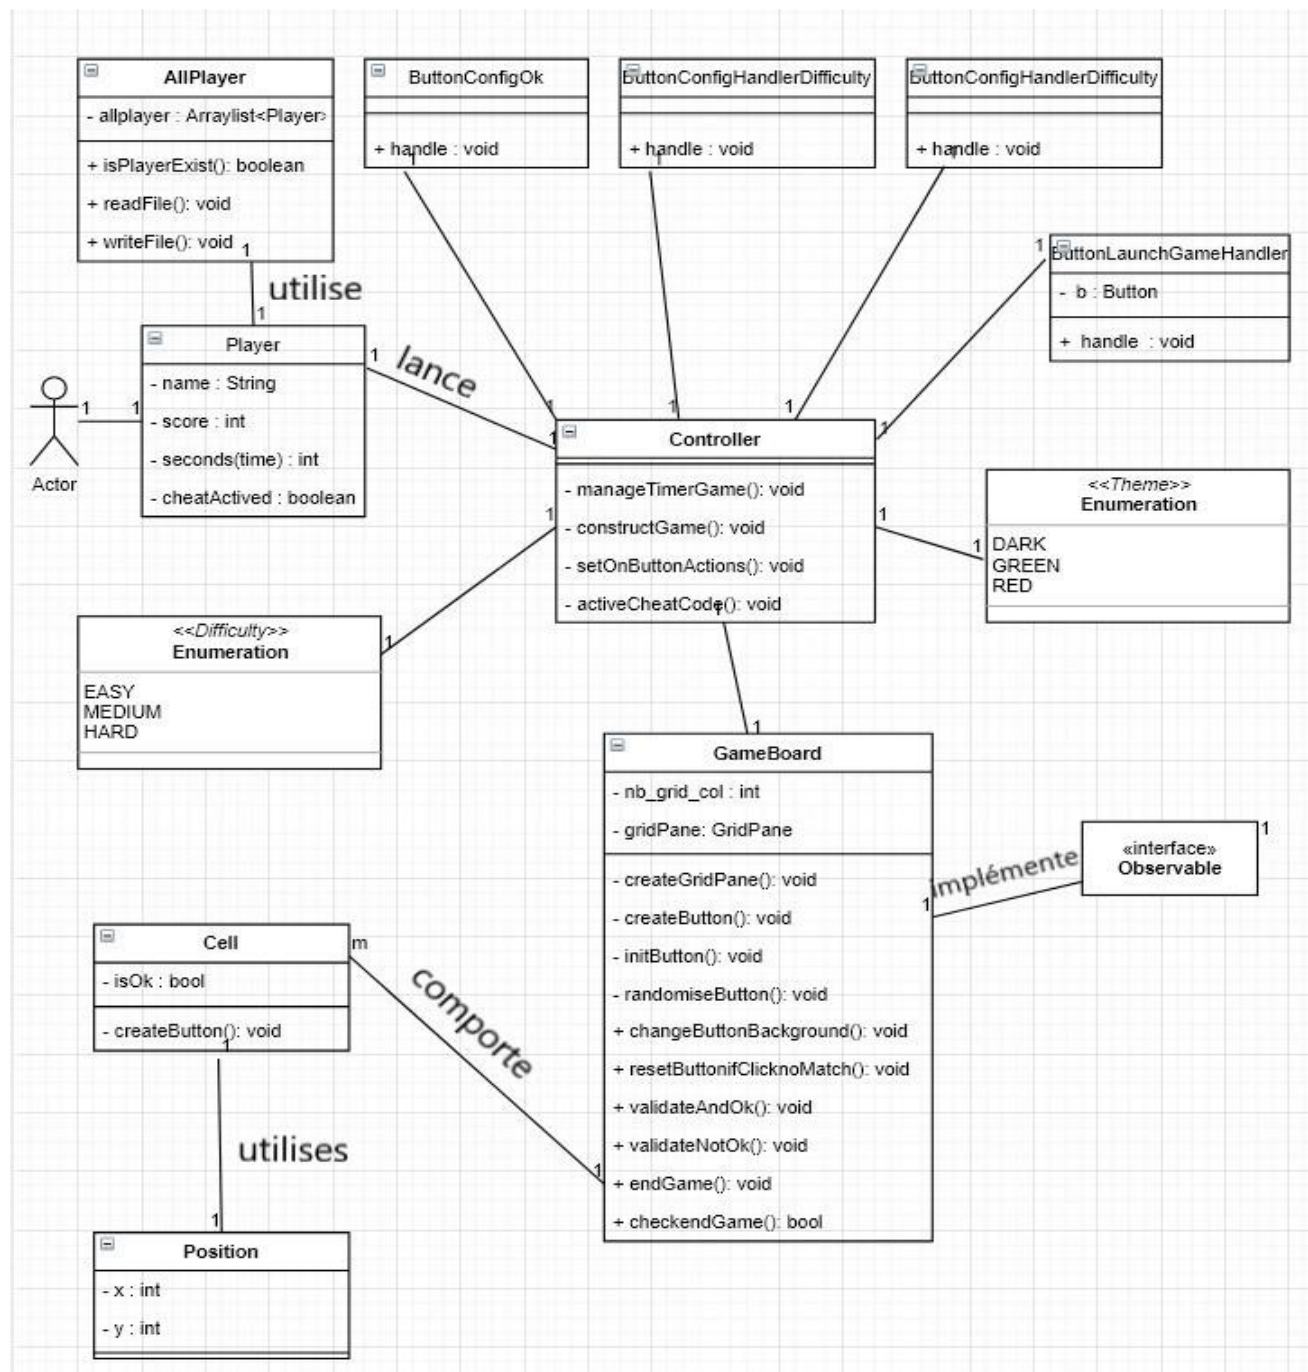 AllPlayer
- allplayer : Arraylist<Player>
+ isPlayerExist(): boolean
+ readFile(): void
+ writeFile(): void
1
ButtonConfigOk
+ handle : void
1
ButtonConfigHandlerDifficulty
+ handle : void
1
ButtonConfigHandlerDifficulty
+ handle : void
1
1
ButtonLaunchGameHandler
- b : Button
+ handle : void
utilise
1
Player
- name : String
- score : int
- seconds(time) : int
- cheatActived : boolean
1
lance
1
1
Actor
1
1
1
1
1
1
Controller
- manageTimerGame(): void
- constructGame(): void
- setOnButtonActions(): void
- activeCheatCode(): void
1
1
1
1
<<Theme>>
Enumeration
DARK
GREEN
RED
1
<<Difficulty>>
Enumeration
EASY
MEDIUM
HARD
1
GameBoard
- nb_grid_col : int
- gridPane: GridPane
- createGridPane(): void
- createButton(): void
- initButton(): void
- randomiseButton(): void
+ changeButtonBackground(): void
+ resetButtonifClicknoMatch(): void
+ validateAndOk(): void
+ validateNotOk(): void
+ endGame(): void
+ checkendGame(): bool
implémente
1
1
«interface»
Observable
Cell
- isOk : bool
- createButton(): void
m
comporte
1
1
utilises
1
Position
- x : int
- y : int